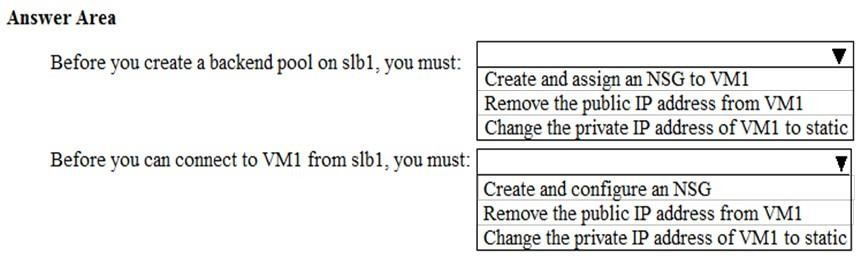 Answer Area
Before you create a backend pool on slb1, you must:
Create and assign an NSG to VM1
Remove the public IP address from VM1
Change the private IP address of VM1 to static
Before you can connect to VM1 from slb1, you must:
Create and configure an NSG
Remove the public IP address from VM1
Change the private IP address of VM1 to static